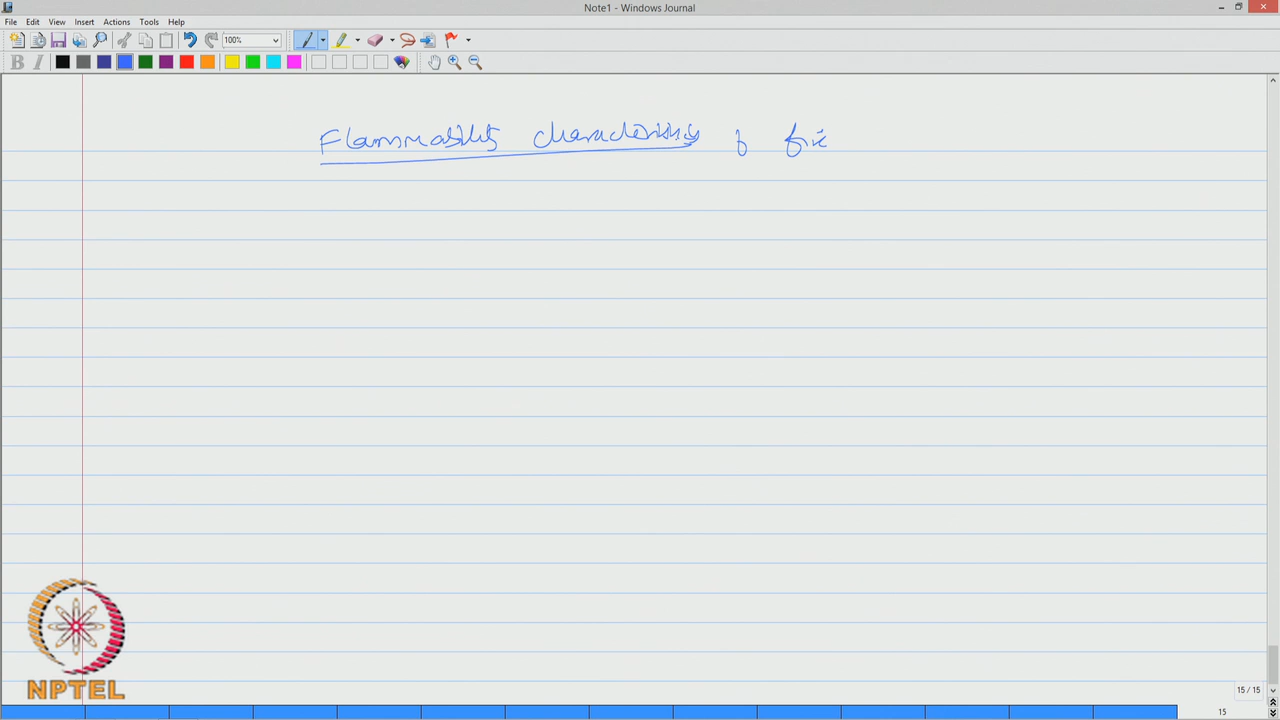 Note1 - Windows Journal
File Edit View Insert Actions Tools Help
100%
B I
Flammability characteristics of fire
NPTEL
15 / 15
15